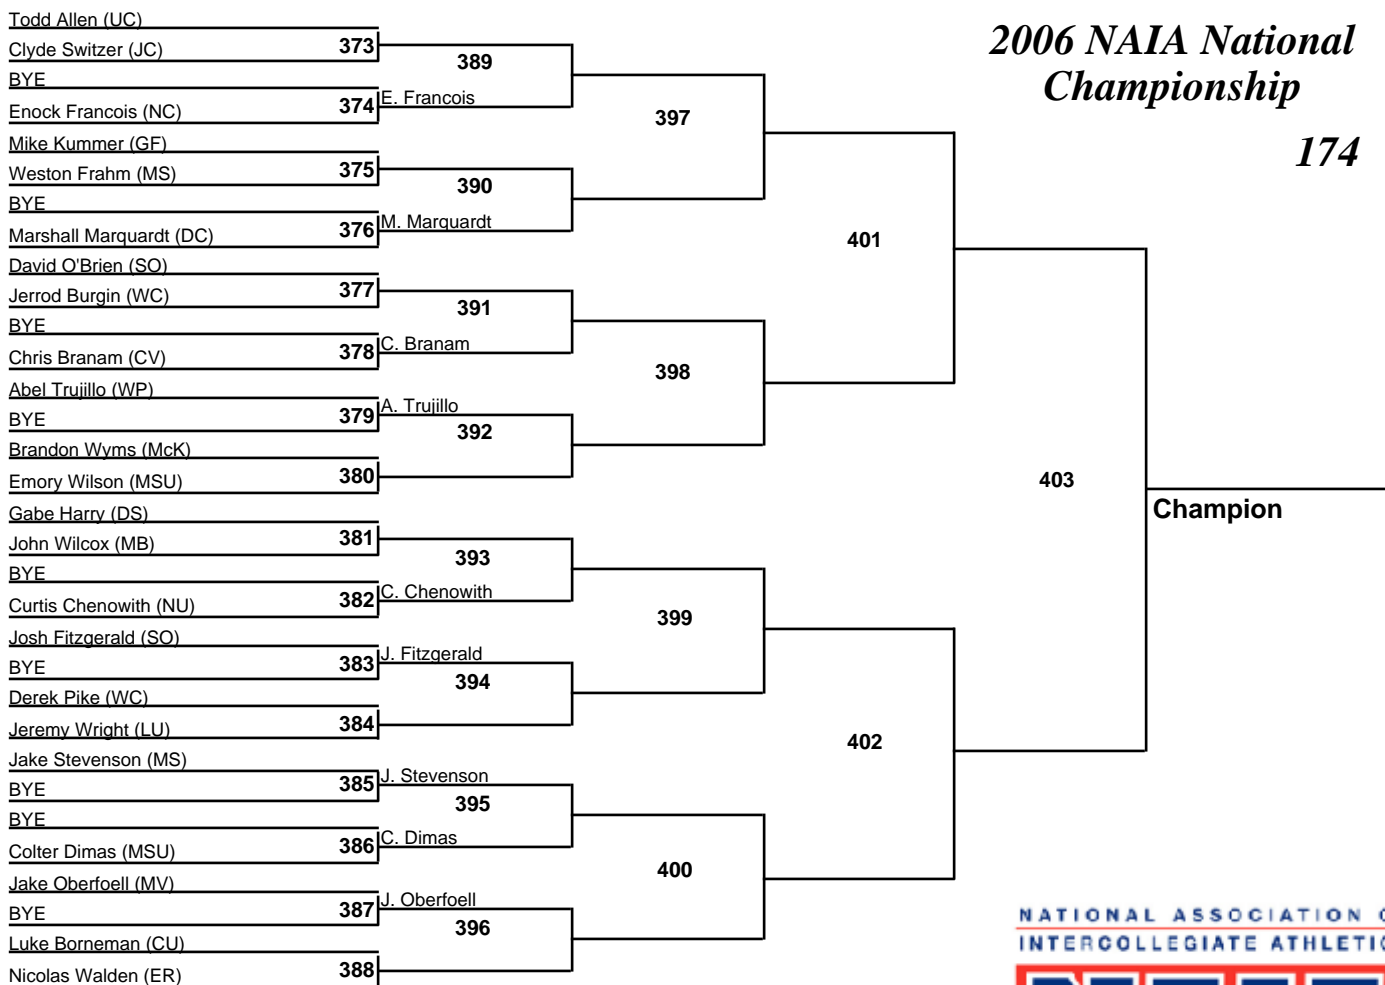 2006 NAIA National
Championship
174
Todd Allen (UC)
Clyde Switzer (JC)
373
389
BYE
Enock Francois (NC)
374
E. Francois
397
Mike Kummer (GF)
Weston Frahm (MS)
375
390
BYE
Marshall Marquardt (DC)
376
M. Marquardt
401
David O'Brien (SO)
Jerrod Burgin (WC)
377
391
BYE
Chris Branam (CV)
378
C. Branam
398
Abel Trujillo (WP)
BYE
379
A. Trujillo
392
Brandon Wyms (McK)
Emory Wilson (MSU)
380
403
Champion
Gabe Harry (DS)
John Wilcox (MB)
381
393
BYE
Curtis Chenowith (NU)
382
C. Chenowith
399
Josh Fitzgerald (SO)
BYE
383
J. Fitzgerald
394
Derek Pike (WC)
Jeremy Wright (LU)
384
402
Jake Stevenson (MS)
BYE
385
J. Stevenson
395
BYE
Colter Dimas (MSU)
386
C. Dimas
400
Jake Oberfoell (MV)
BYE
387
J. Oberfoell
396
Luke Borneman (CU)
Nicolas Walden (ER)
388
NATIONAL ASSOCIATION
INTERCOLLEGIATE ATHLETIC